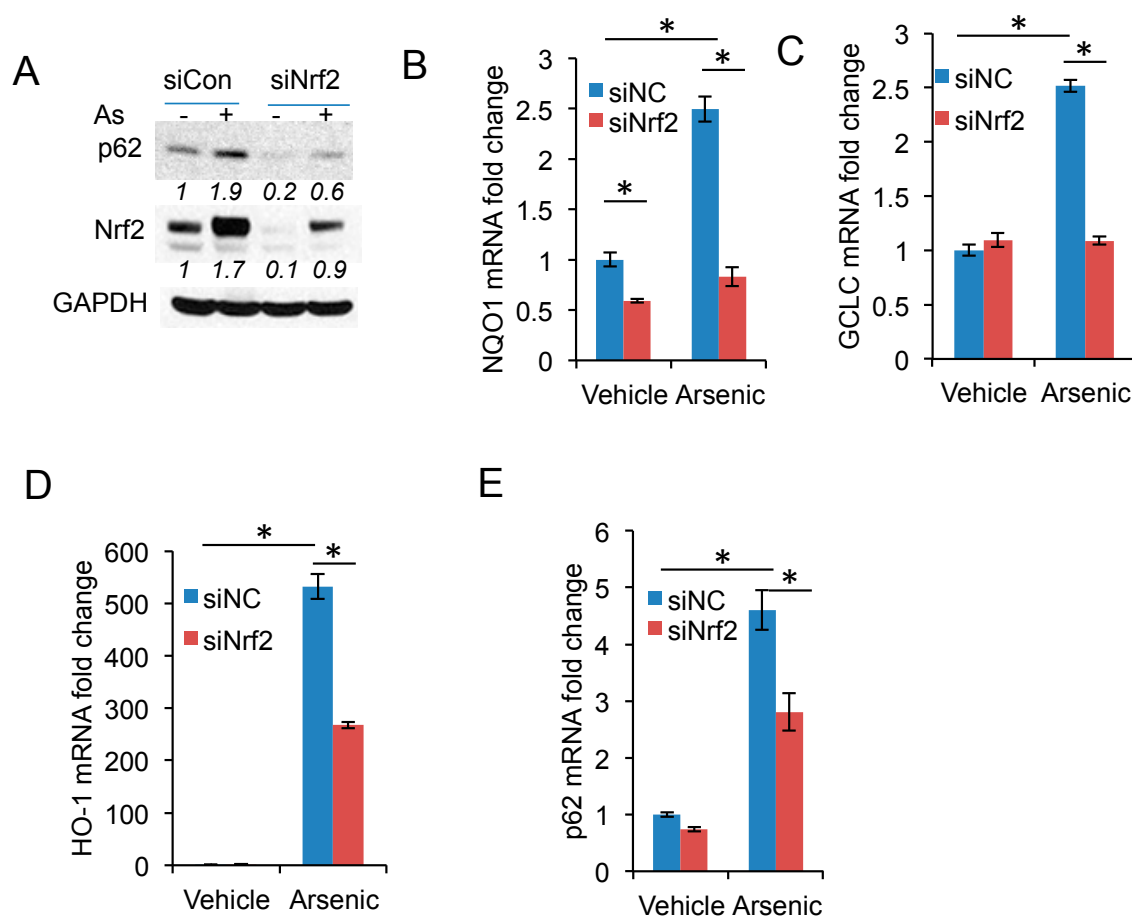 A
siCon siNrf2
As - + - +
p62
1 1.9 0.2 0.6
Nrf2
1 1.7 0.1 0.9
GAPDH
B
*
*
*
siNC
siNrf2
NQO1 mRNA fold change
3
2.5
2
1.5
1
0.5
0
Vehicle Arsenic
C
*
*
siNC
siNrf2
GCLC mRNA fold change
3
2.5
2
1.5
1
0.5
0
Vehicle Arsenic
D
*
*
siNC
siNrf2
HO-1 mRNA fold change
600
500
400
300
200
100
0
Vehicle Arsenic
E
*
*
siNC
siNrf2
p62 mRNA fold change
6
5
4
3
2
1
0
Vehicle Arsenic